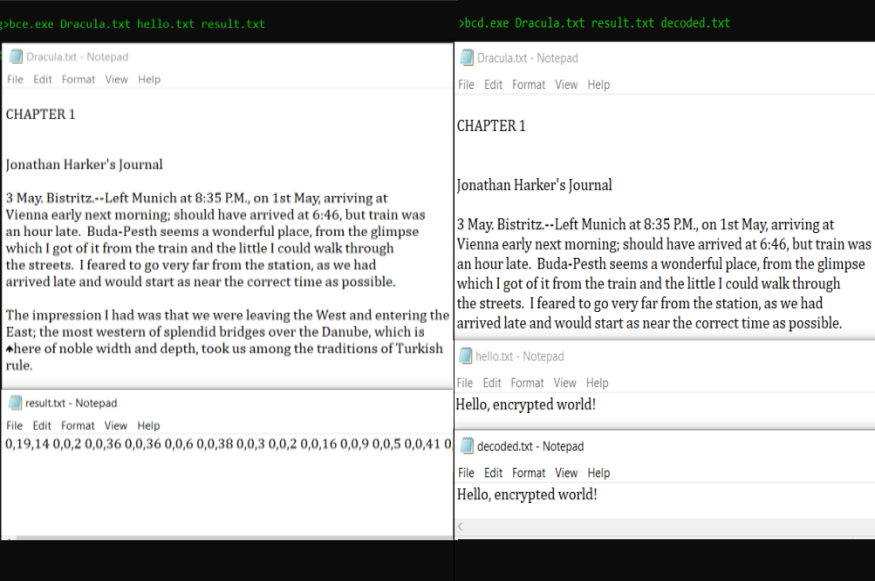 g>bce.exe Dracula.txt hello.txt result.txt
Dracula.txt - Notepad
File Edit Format View Help
CHAPTER 1
Jonathan Harker's Journal
3 May. Bistritz.--Left Munich at 8:35 P.M., on 1st May, arriving at
Vienna early next morning; should have arrived at 6:46, but train was
an hour late. Buda-Pesth seems a wonderful place, from the glimpse
which I got of it from the train and the little I could walk through
the streets. I feared to go very far from the station, as we had
arrived late and would start as near the correct time as possible.
The impression I had was that we were leaving the West and entering the
East; the most western of splendid bridges over the Danube, which is
♠here of noble width and depth, took us among the traditions of Turkish
rule.
result.txt - Notepad
File Edit Format View Help
0,19,14 0,0,2 0,0,36 0,0,36 0,0,6 0,0,38 0,0,3 0,0,2 0,0,16 0,0,9 0,0,5 0,0,41 0,
>bcd.exe Dracula.txt result.txt decoded.txt
Dracula.txt - Notepad
File Edit Format View Help
CHAPTER 1
Jonathan Harker's Journal
3 May. Bistritz.--Left Munich at 8:35 P.M., on 1st May, arriving at
Vienna early next morning; should have arrived at 6:46, but train was
an hour late. Buda-Pesth seems a wonderful place, from the glimpse
which I got of it from the train and the little I could walk through
the streets. I feared to go very far from the station, as we had
arrived late and would start as near the correct time as possible.
hello.txt - Notepad
File Edit Format View Help
Hello, encrypted world!
decoded.txt - Notepad
File Edit Format View Help
Hello, encrypted world!